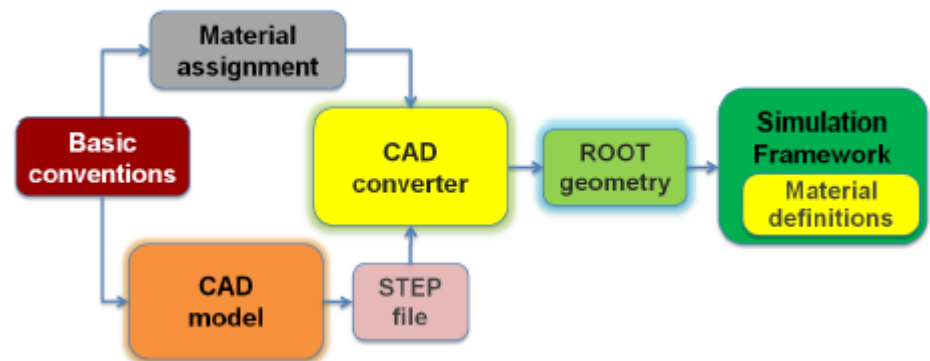 Material
assignment
Basic
conventions
CAD
converter
ROOT
geometry
Simulation
Framework
Material
definitions
CAD
model
STEP
file